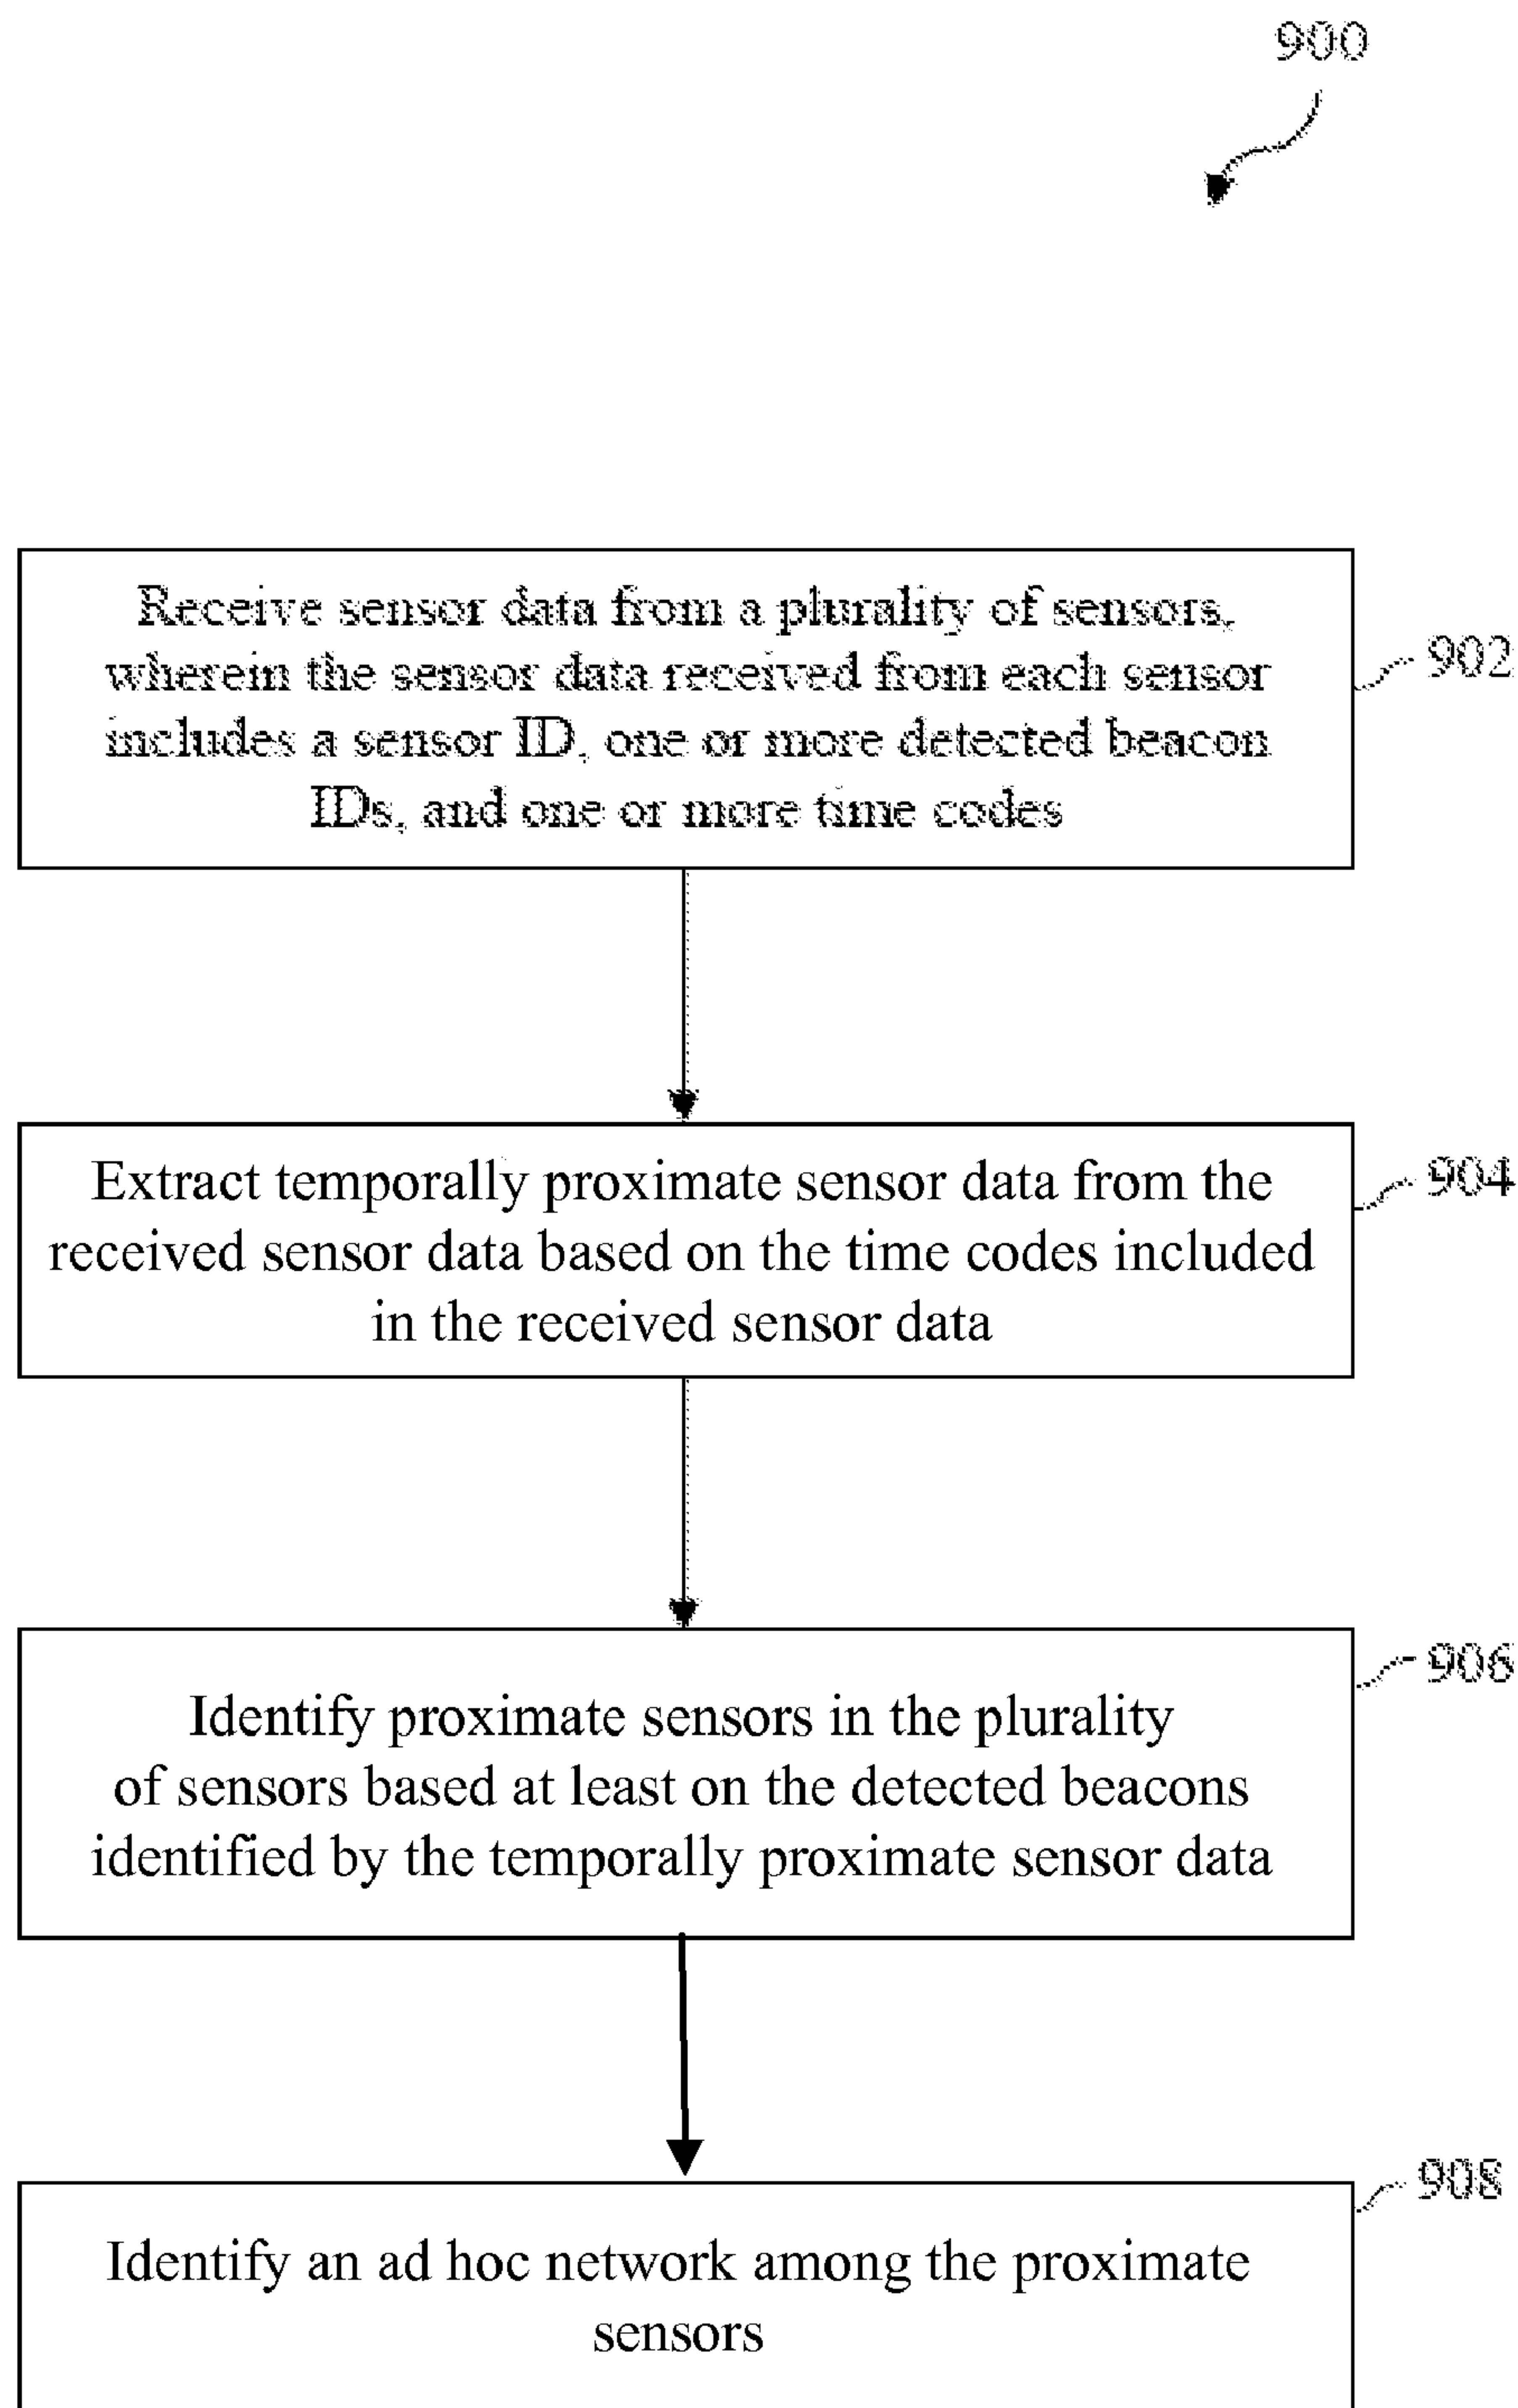 900
Receive sensor data from a plurality of sensors,
wherein the sensor data received from each sensor
includes a sensor ID, one or more detected beacon
IDs, and one or more time codes
902
Extract temporally proximate sensor data from the
received sensor data based on the time codes included
in the received sensor data
904
Identify proximate sensors in the plurality
of sensors based at least on the detected beacons
identified by the temporally proximate sensor data
906
Identify an ad hoc network among the proximate
sensors
908